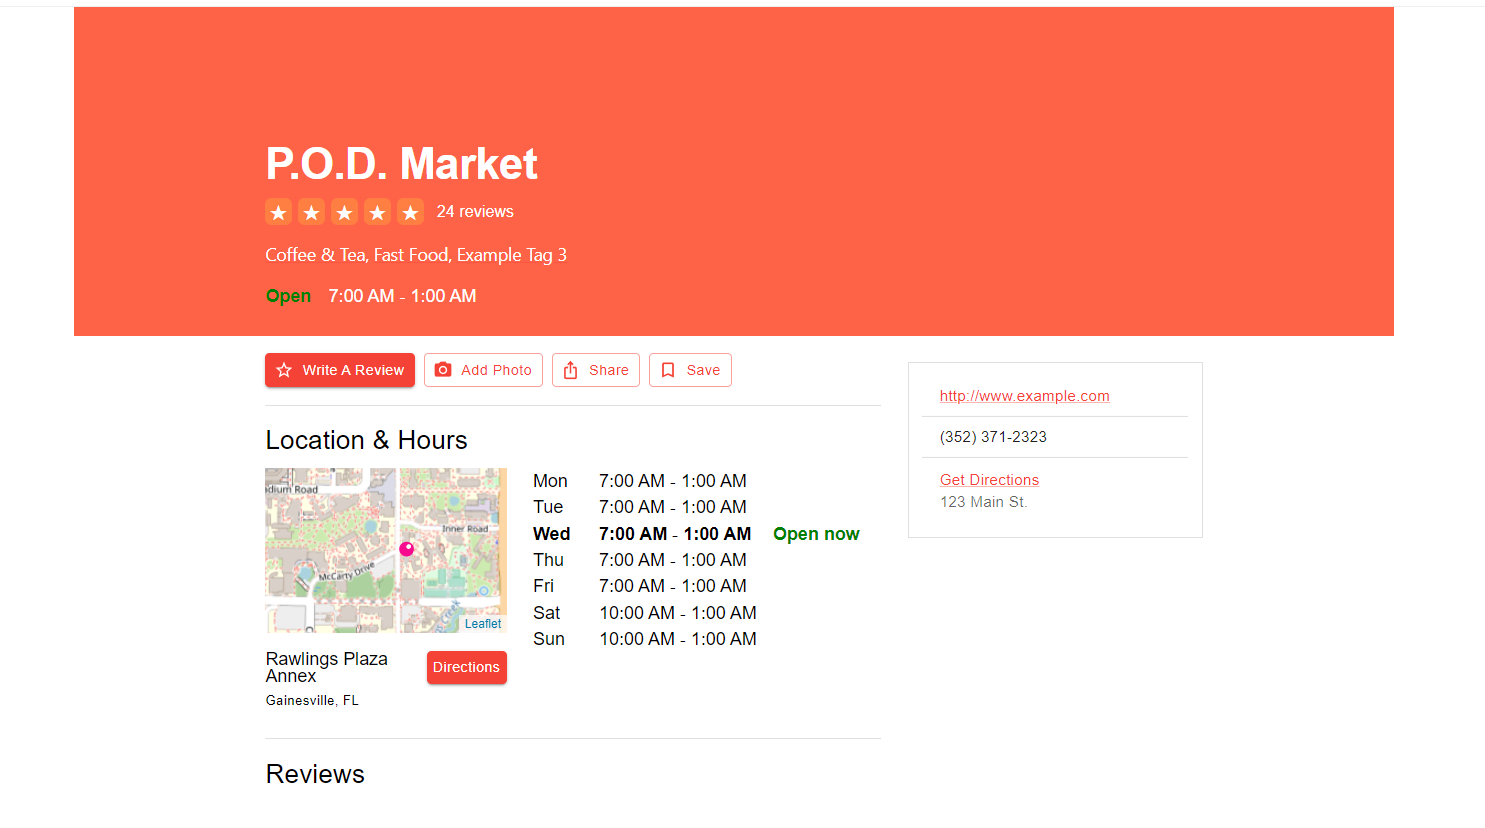 P.O.D. Market
24 reviews
Coffee & Tea, Fast Food, Example Tag 3
Open 7:00 AM - 1:00 AM
Write A Review Add Photo Share Save
Location & Hours
dium Road
Inner Road
McCarty Drive
Creek
Leaflet
Rawlings Plaza
Annex
Directions
Gainesville, FL
Mon 7:00 AM - 1:00 AM
Tue 7:00 AM - 1:00 AM
Wed 7:00 AM - 1:00 AM Open now
Thu 7:00 AM - 1:00 AM
Fri 7:00 AM - 1:00 AM
Sat 10:00 AM - 1:00 AM
Sun 10:00 AM - 1:00 AM
http://www.example.com
(352) 371-2323
Get Directions
123 Main St.
Reviews